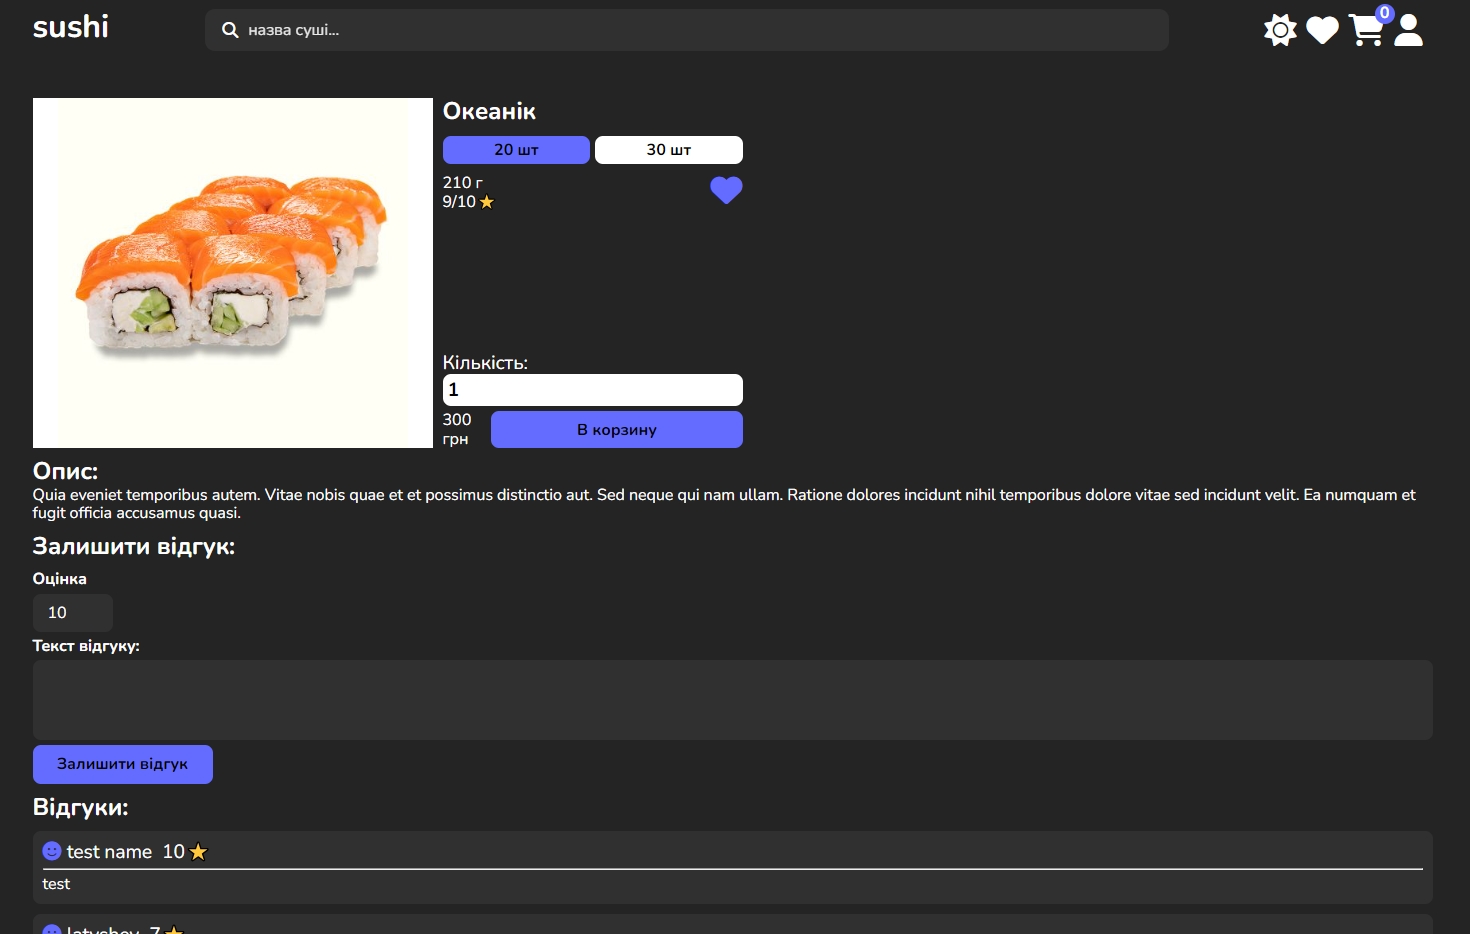 sushi
назва суші...
0
Океанік
20 шт
30 шт
210 г
9/10
Кількість:
1
300
грн
В корзину
Опис:
Quia eveniet temporibus autem. Vitae nobis quae et et possimus distinctio aut. Sed neque qui nam ullam. Ratione dolores incidunt nihil temporibus dolore vitae sed incidunt velit. Ea numquam et
fugit officia accusamus quasi.
Залишити відгук:
Оцінка
10
Текст відгуку:
Залишити відгук
Відгуки:
test name 10
test
latyshev 7